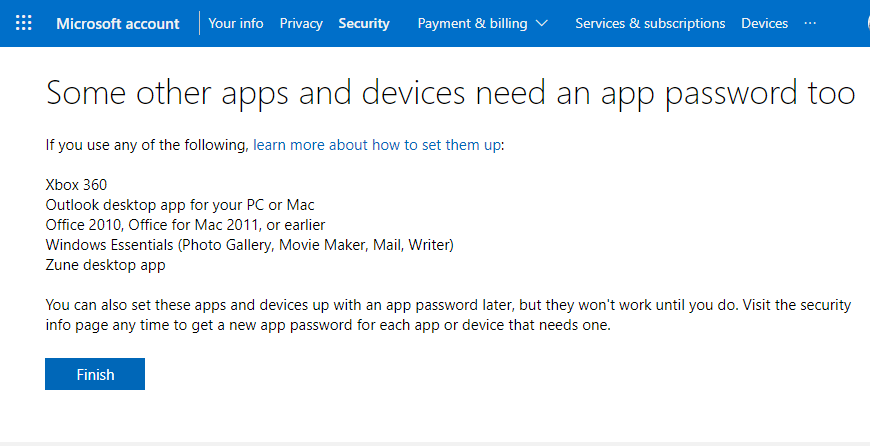 Microsoft account Your info Privacy Security Payment & billing Services & subscriptions Devices ...
Some other apps and devices need an app password too
If you use any of the following, learn more about how to set them up:
Xbox 360
Outlook desktop app for your PC or Mac
Office 2010, Office for Mac 2011, or earlier
Windows Essentials (Photo Gallery, Movie Maker, Mail, Writer)
Zune desktop app
You can also set these apps and devices up with an app password later, but they won't work until you do. Visit the security
info page any time to get a new app password for each app or device that needs one.
Finish